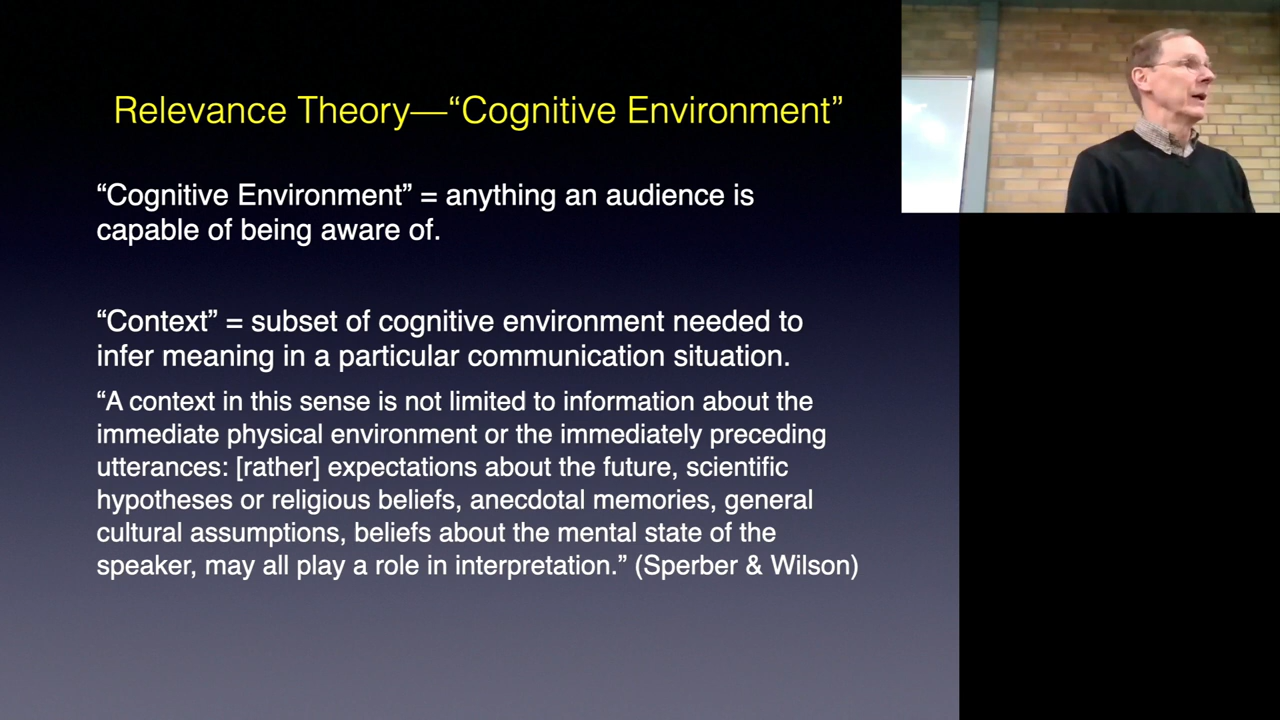 Relevance Theory—“Cognitive Environment”
“Cognitive Environment” = anything an audience is
capable of being aware of.
“Context” = subset of cognitive environment needed to
infer meaning in a particular communication situation.
“A context in this sense is not limited to information about the
immediate physical environment or the immediately preceding
utterances: [rather] expectations about the future, scientific
hypotheses or religious beliefs, anecdotal memories, general
cultural assumptions, beliefs about the mental state of the
speaker, may all play a role in interpretation.” (Sperber & Wilson)